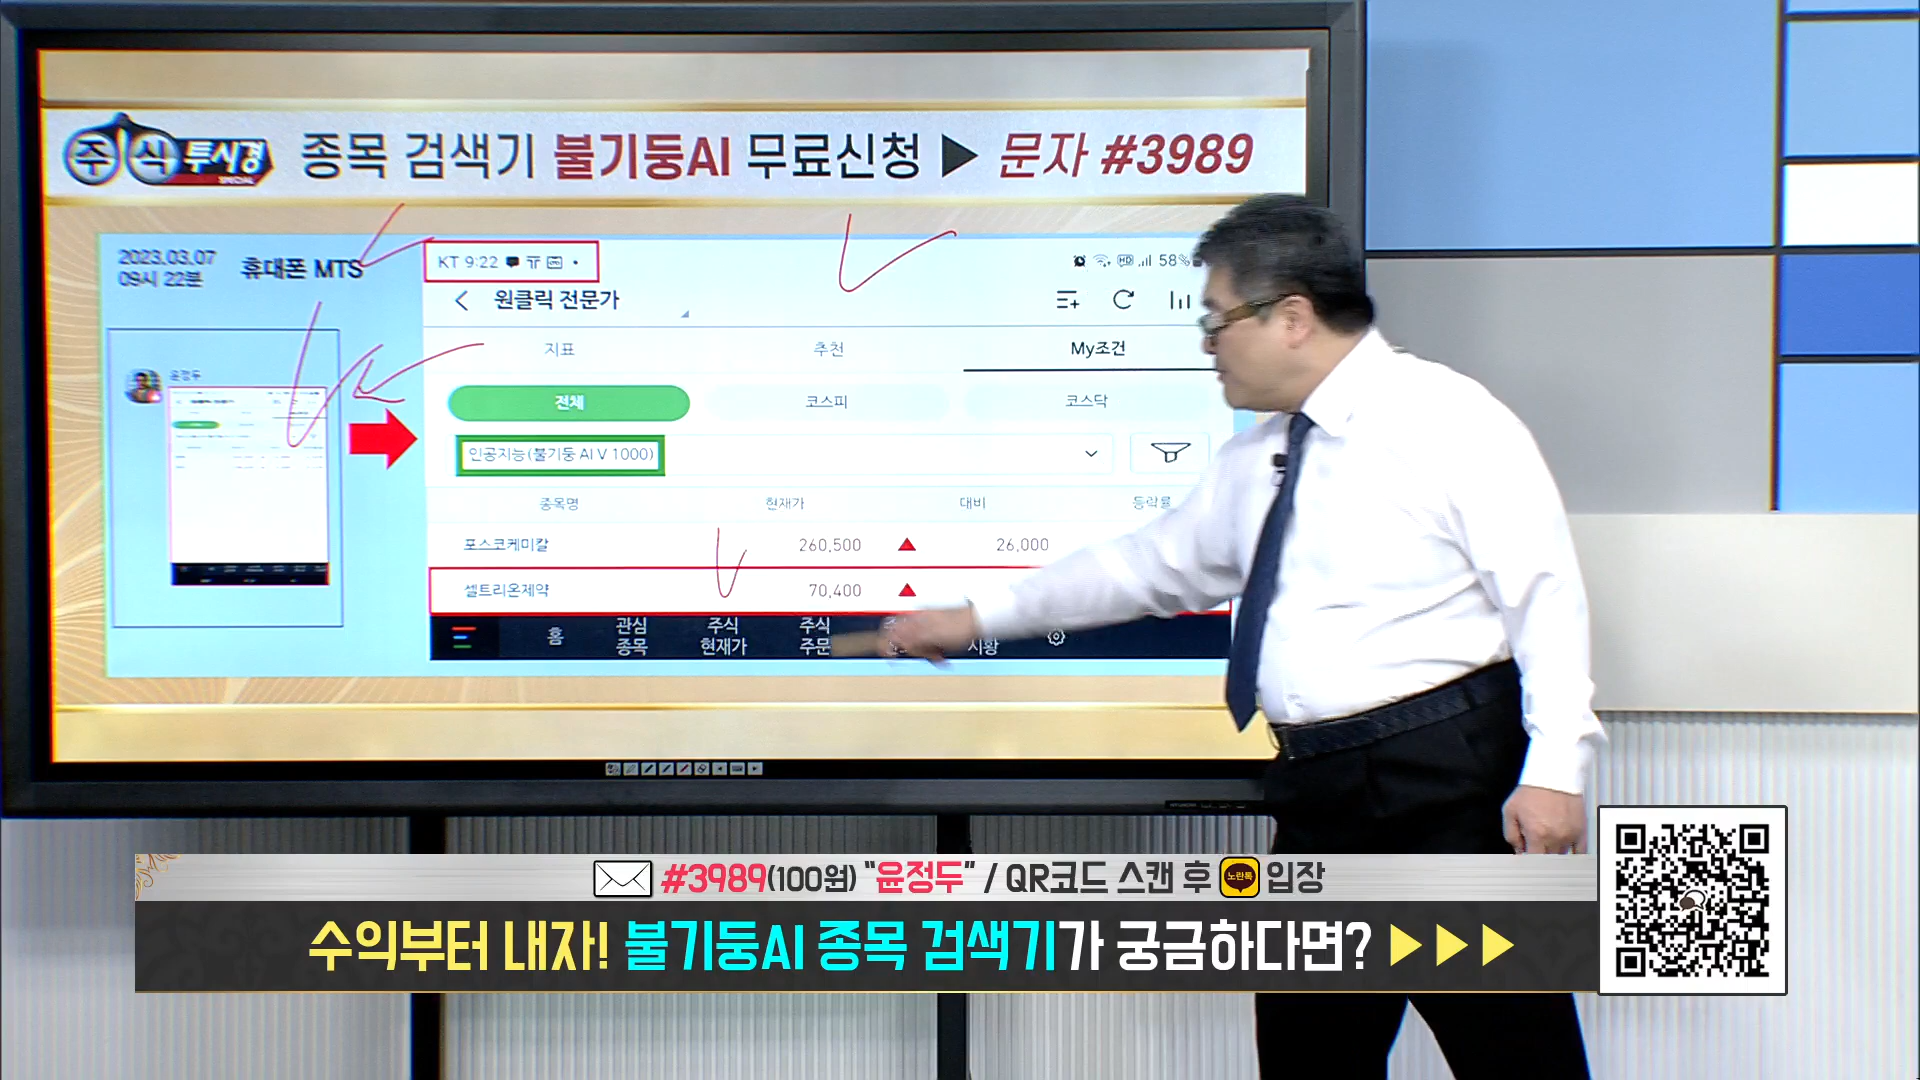 주식투시경
종목 검색기 불기둥AI 무료신청 ▶ 문자 #3989
2023.03.07
09시 22분
휴대폰 MTS
KT 9:22
58%
원클릭 전문가
지표 추천 My조건
전체 코스피 코스닥
윤정두
인공지능(불기둥 AI V 1000)
종목명 현재가 대비 등락률
포스코케미칼 260,500 ▲ 26,000
셀트리온제약 70,400 ▲
홈 관심종목 주식현재가 주식주문 시황
#3989(100원) "윤정두" / QR코드 스캔 후 노란톡 입장
수익부터 내자! 불기둥AI 종목 검색기가 궁금하다면? ▶▶▶